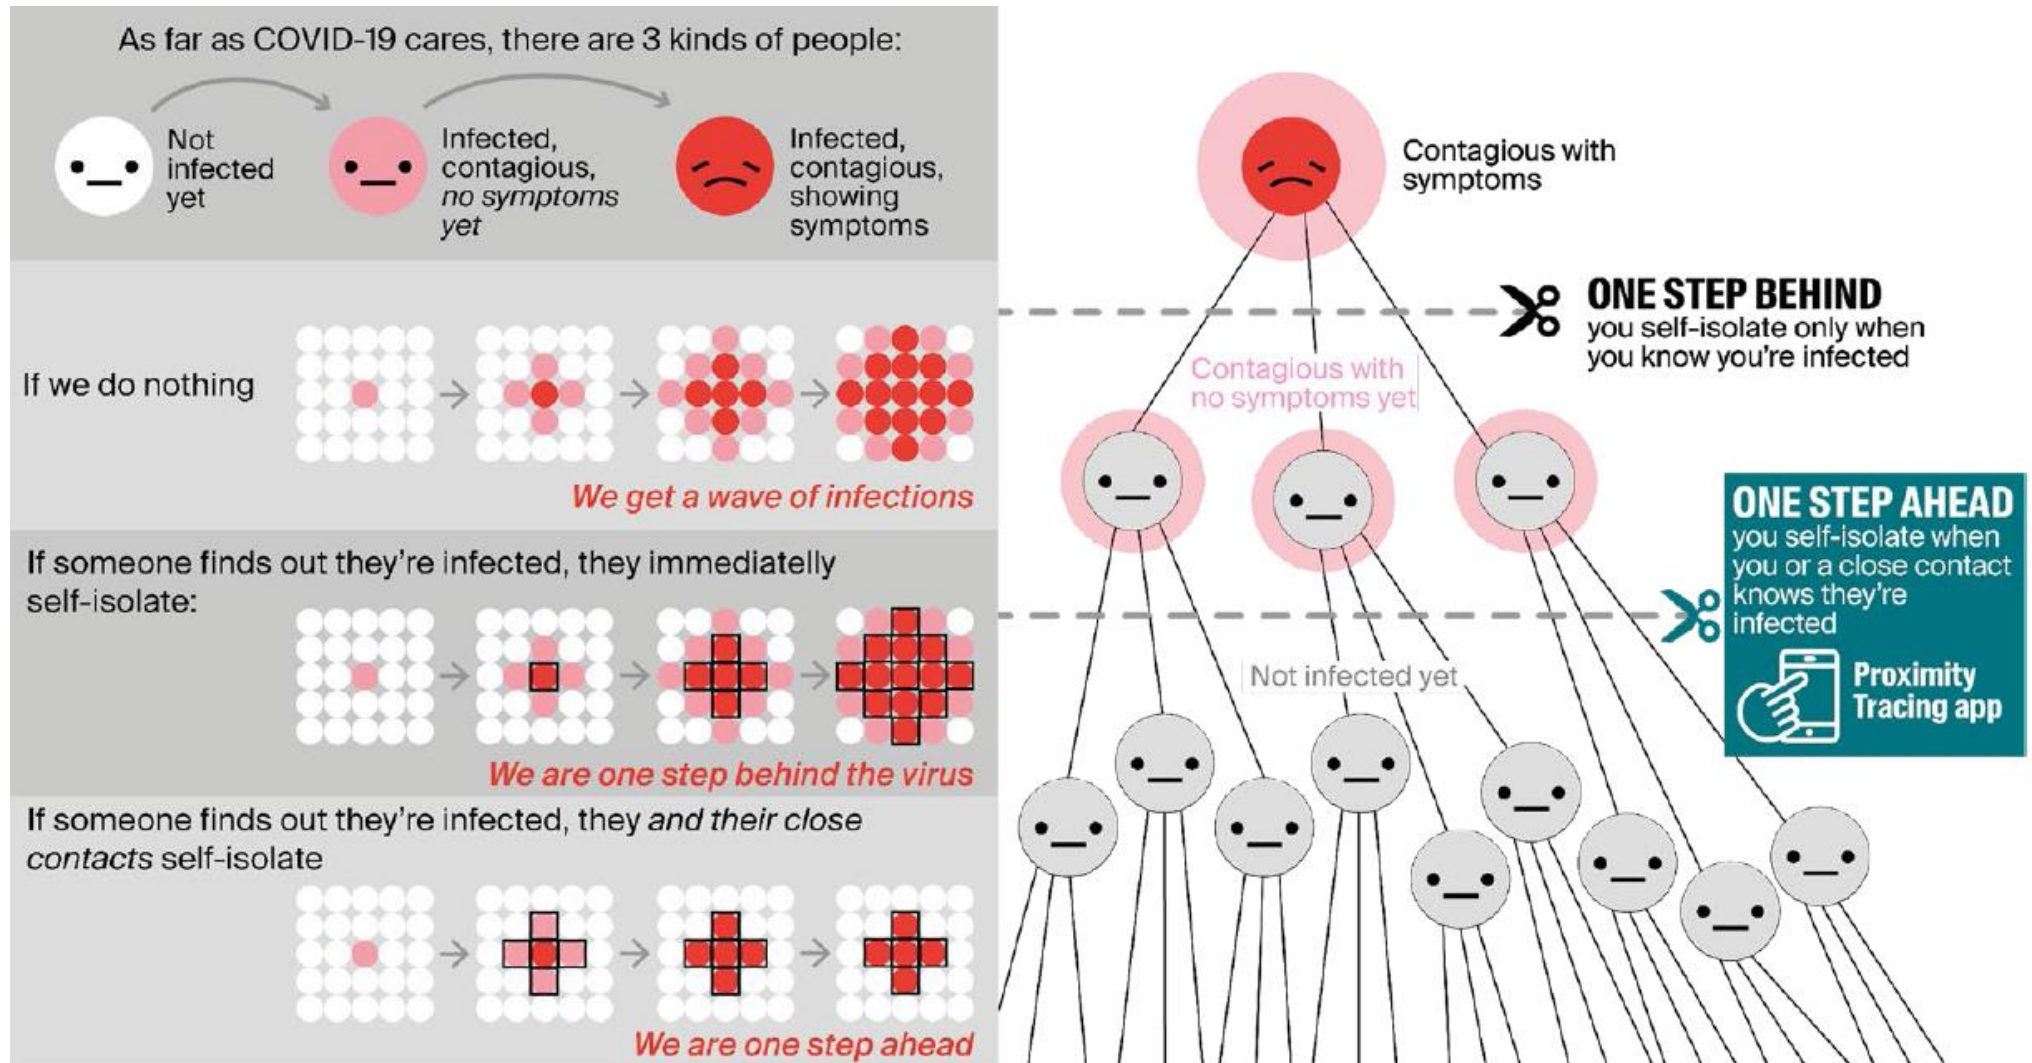 As far as COVID-19 cares, there are 3 kinds of people:
Not
infected
yet
Infected,
contagious,
no symptoms
yet
Infected,
contagious,
showing
symptoms
If we do nothing
We get a wave of infections
If someone finds out they're infected, they immediatelly
self-isolate:
We are one step behind the virus
If someone finds out they're infected, they and their close
contacts self-isolate
We are one step ahead
Contagious with
symptoms
ONE STEP BEHIND
you self-isolate only when
you know you're infected
Contagious with
no symptoms yet
ONE STEP AHEAD
you self-isolate when
you or a close contact
knows they're
infected
Proximity
Tracing app
Not infected yet